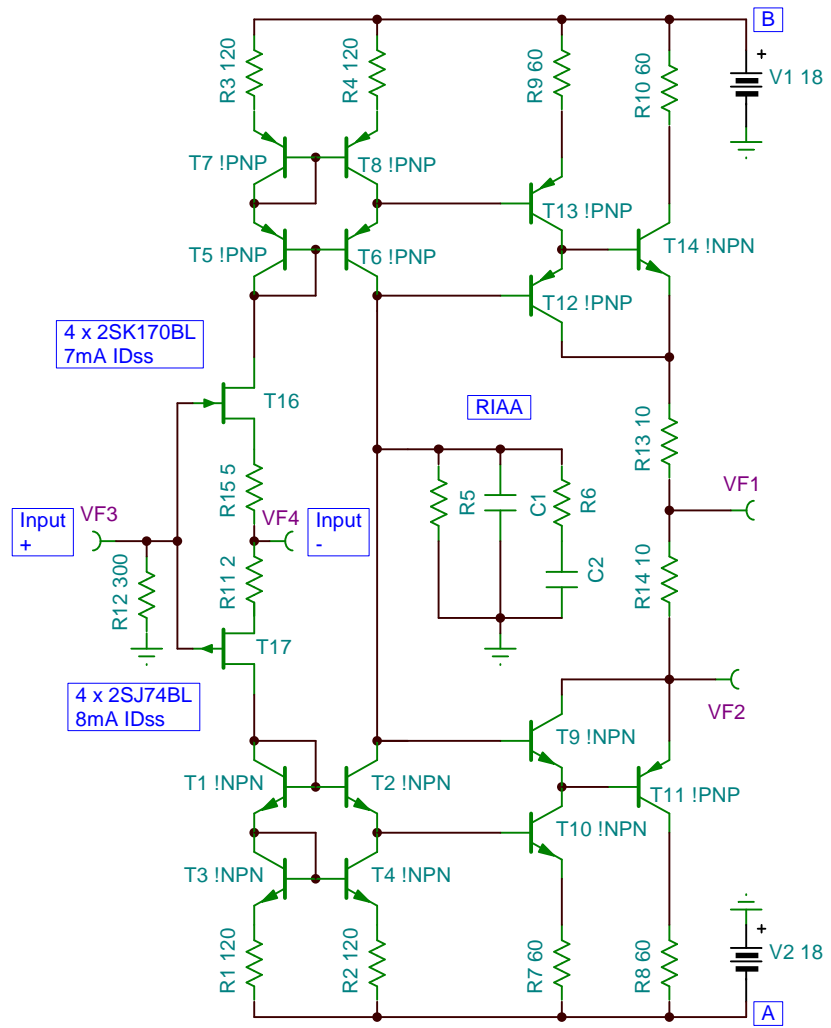 B
R3 120
R4 120
R9 60
R10 60
+
V1 18
T7 !PNP
T8 !PNP
T13 !PNP
T14 !NPN
T5 !PNP
T6 !PNP
T12 !PNP
4 x 2SK170BL
7mA IDss
T16
RIAA
R13 10
R15 5
R5
C1
R6
VF1
Input
+
VF3
VF4
Input
-
R12 300
R11 2
C2
R14 10
T17
4 x 2SJ74BL
8mA IDss
VF2
T9 !NPN
T1 !NPN
T2 !NPN
T11 !PNP
T10 !NPN
T3 !NPN
T4 !NPN
+
V2 18
R1 120
R2 120
R7 60
R8 60
A